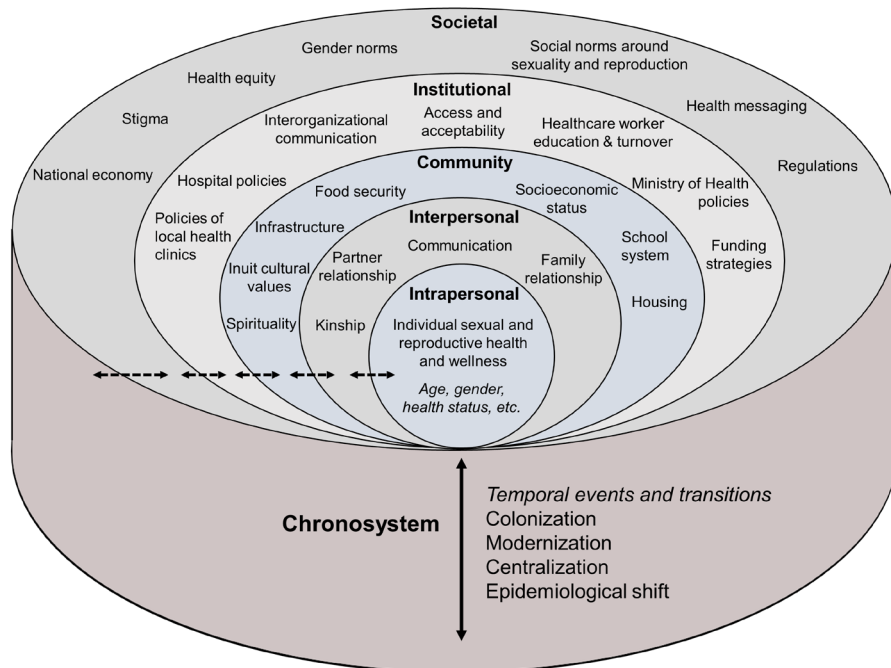 Societal
Gender norms
Social norms around
sexuality and reproduction
Health equity
Health messaging
Stigma
National economy
Regulations
Institutional
Interorganizational
communication
Access and
acceptability
Healthcare worker
education & turnover
Hospital policies
Ministry of Health
policies
Policies of
local health
clinics
Funding
strategies
Community
Food security
Socioeconomic
status
Infrastructure
School
system
Inuit cultural
values
Housing
Spirituality
Interpersonal
Communication
Partner
relationship
Family
relationship
Kinship
Intrapersonal
Individual sexual and
reproductive health
and wellness
Age, gender,
health status, etc.
Chronosystem
Temporal events and transitions
Colonization
Modernization
Centralization
Epidemiological shift